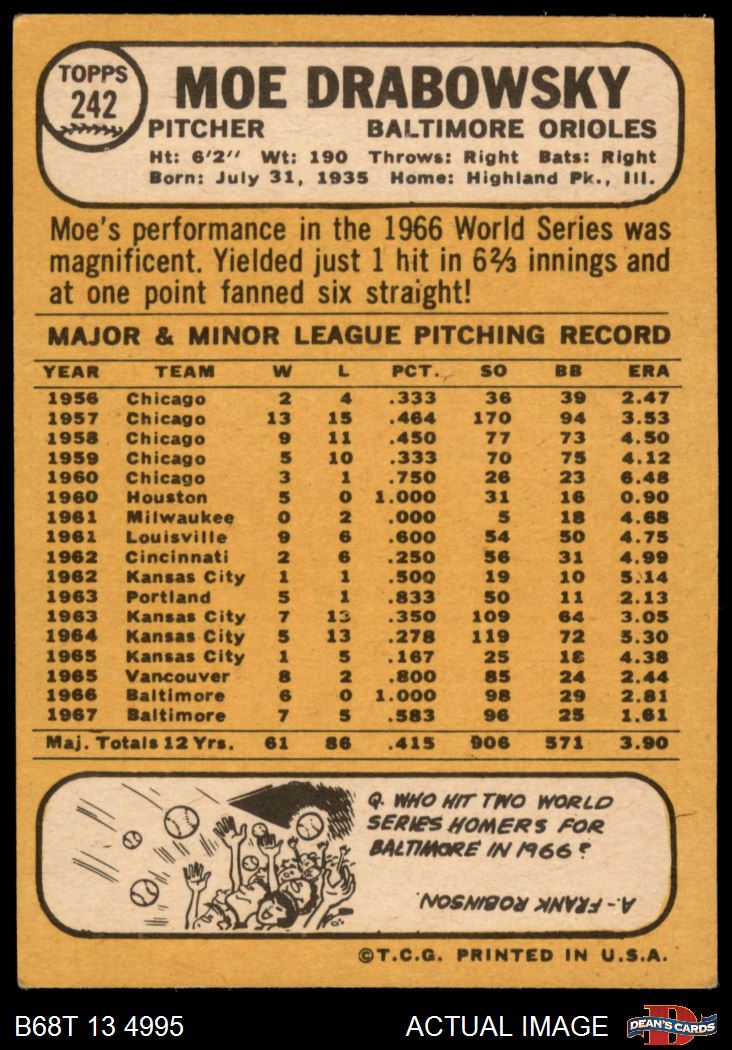 TOPPS
242
MOE DRABOWSKY
PITCHER BALTIMORE ORIOLES
Ht: 6'2" Wt: 190 Throws: Right Bats: Right
Born: July 31, 1935 Home: Highland Pk., Ill.
Moe's performance in the 1966 World Series was
magnificent. Yielded just 1 hit in 6⅔ innings and
at one point fanned six straight!
MAJOR & MINOR LEAGUE PITCHING RECORD
YEAR TEAM W L PCT. SO BB ERA
1956 Chicago 2 4 .333 36 39 2.47
1957 Chicago 13 15 .464 170 94 3.53
1958 Chicago 9 11 .450 77 73 4.50
1959 Chicago 5 10 .333 70 75 4.12
1960 Chicago 3 1 .750 26 23 6.48
1960 Houston 5 0 1.000 31 16 0.90
1961 Milwaukee 0 2 .000 5 18 4.68
1961 Louisville 9 6 .600 54 50 4.75
1962 Cincinnati 2 6 .250 56 31 4.99
1962 Kansas City 1 1 .500 19 10 5.14
1963 Portland 5 1 .833 50 11 2.13
1963 Kansas City 7 13 .350 109 64 3.05
1964 Kansas City 5 13 .278 119 72 5.30
1965 Kansas City 1 5 .167 25 18 4.38
1965 Vancouver 8 2 .800 85 24 2.44
1966 Baltimore 6 0 1.000 98 29 2.81
1967 Baltimore 7 5 .583 96 25 1.61
Maj. Totals 12 Yrs. 61 86 .415 906 571 3.90
Q. WHO HIT TWO WORLD
SERIES HOMERS FOR
BALTIMORE IN 1966?
A.- FRANK ROBINSON.
©T.C.G. PRINTED IN U.S.A.
B68T 13 4995 ACTUAL IMAGE
D
DEAN'S CARDS